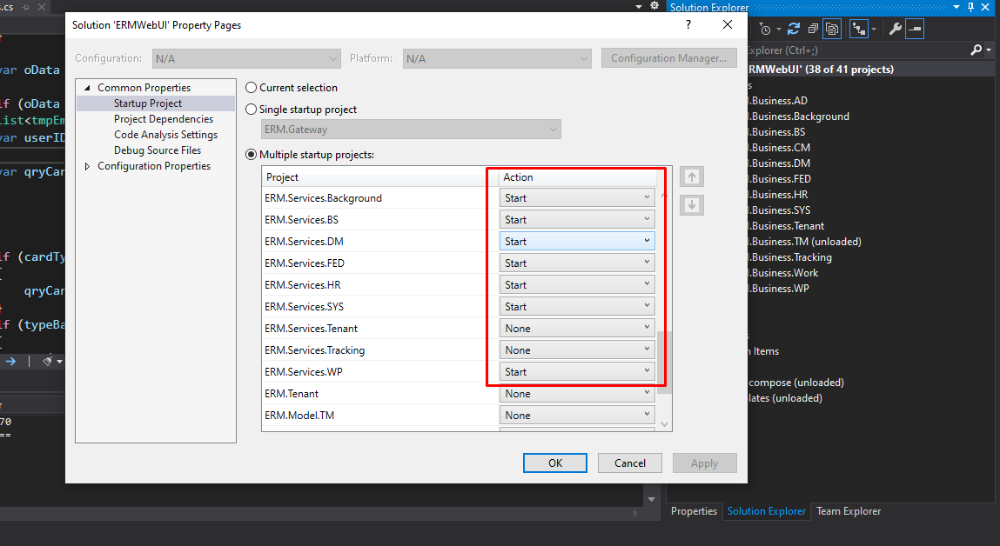 .cs
Solution Explorer
Solution 'ERMWebUI' Property Pages
?
Configuration:
N/A
Platform:
N/A
Configuration Manager...
Explorer (Ctrl+;)
ERMWebUI' (38 of 41 projects)
Common Properties
Startup Project
Project Dependencies
Code Analysis Settings
Debug Source Files
Configuration Properties
Current selection
Single startup project
ERM.Gateway
Multiple startup projects:
Project Action
ERM.Services.Background Start
ERM.Services.BS Start
ERM.Services.DM Start
ERM.Services.FED Start
ERM.Services.HR Start
ERM.Services.SYS Start
ERM.Services.Tenant None
ERM.Services.Tracking None
ERM.Services.WP Start
ERM.Tenant None
ERM.Model.TM None
OK
Cancel
Apply
var oData
if (oData
List<tmpEm
var userID
var qryCar
if (cardTy
qryCar
if (typeBa
70
==
s
.Business.AD
.Business.Background
.Business.BS
.Business.CM
.Business.DM
.Business.FED
.Business.HR
.Business.SYS
.Business.Tenant
.Business.TM (unloaded)
.Business.Tracking
.Business.Work
.Business.WP
s
n Items
compose (unloaded)
lates (unloaded)
Properties
Solution Explorer
Team Explorer